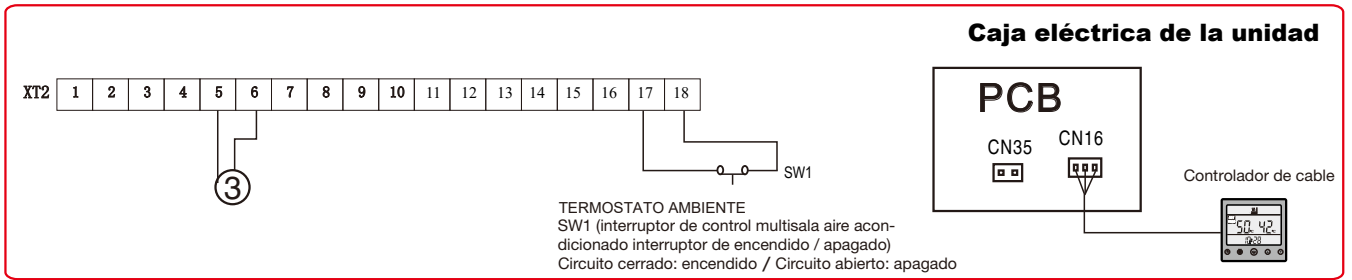 Caja eléctrica de la unidad
XT2 1 2 3 4 5 6 7 8 9 10 11 12 13 14 15 16 17 18
PCB
CN35 CN16
3
SW1
Controlador de cable
50 42
TERMOSTATO AMBIENTE
SW1 (interruptor de control multisala aire acon-
dicionado interruptor de encendido / apagado)
Circuito cerrado: encendido / Circuito abierto: apagado